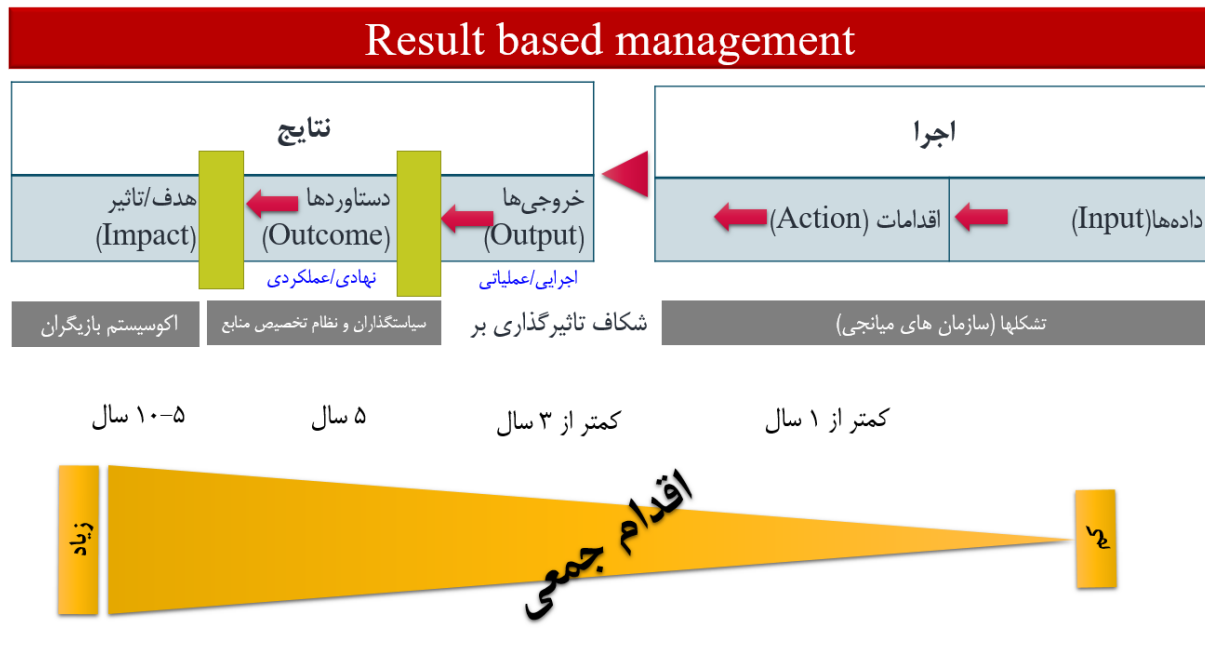 Result based management
اجرا
نتایج
داده‌ها(Input)
اقدامات (Action)
خروجی‌ها
(Output)
دستاوردها
(Outcome)
هدف/تاثیر
(Impact)
اجرایی/عملیاتی
نهادی/عملکردی
تشکلها (سازمان های میانجی)
شکاف تاثیرگذاری بر
سیاستگذاران و نظام تخصیص منابع
اکوسیستم بازیگران
کمتر از ۱ سال
کمتر از ۳ سال
۵ سال
۵-۱۰ سال
کم
اقدام جمعی
زیاد